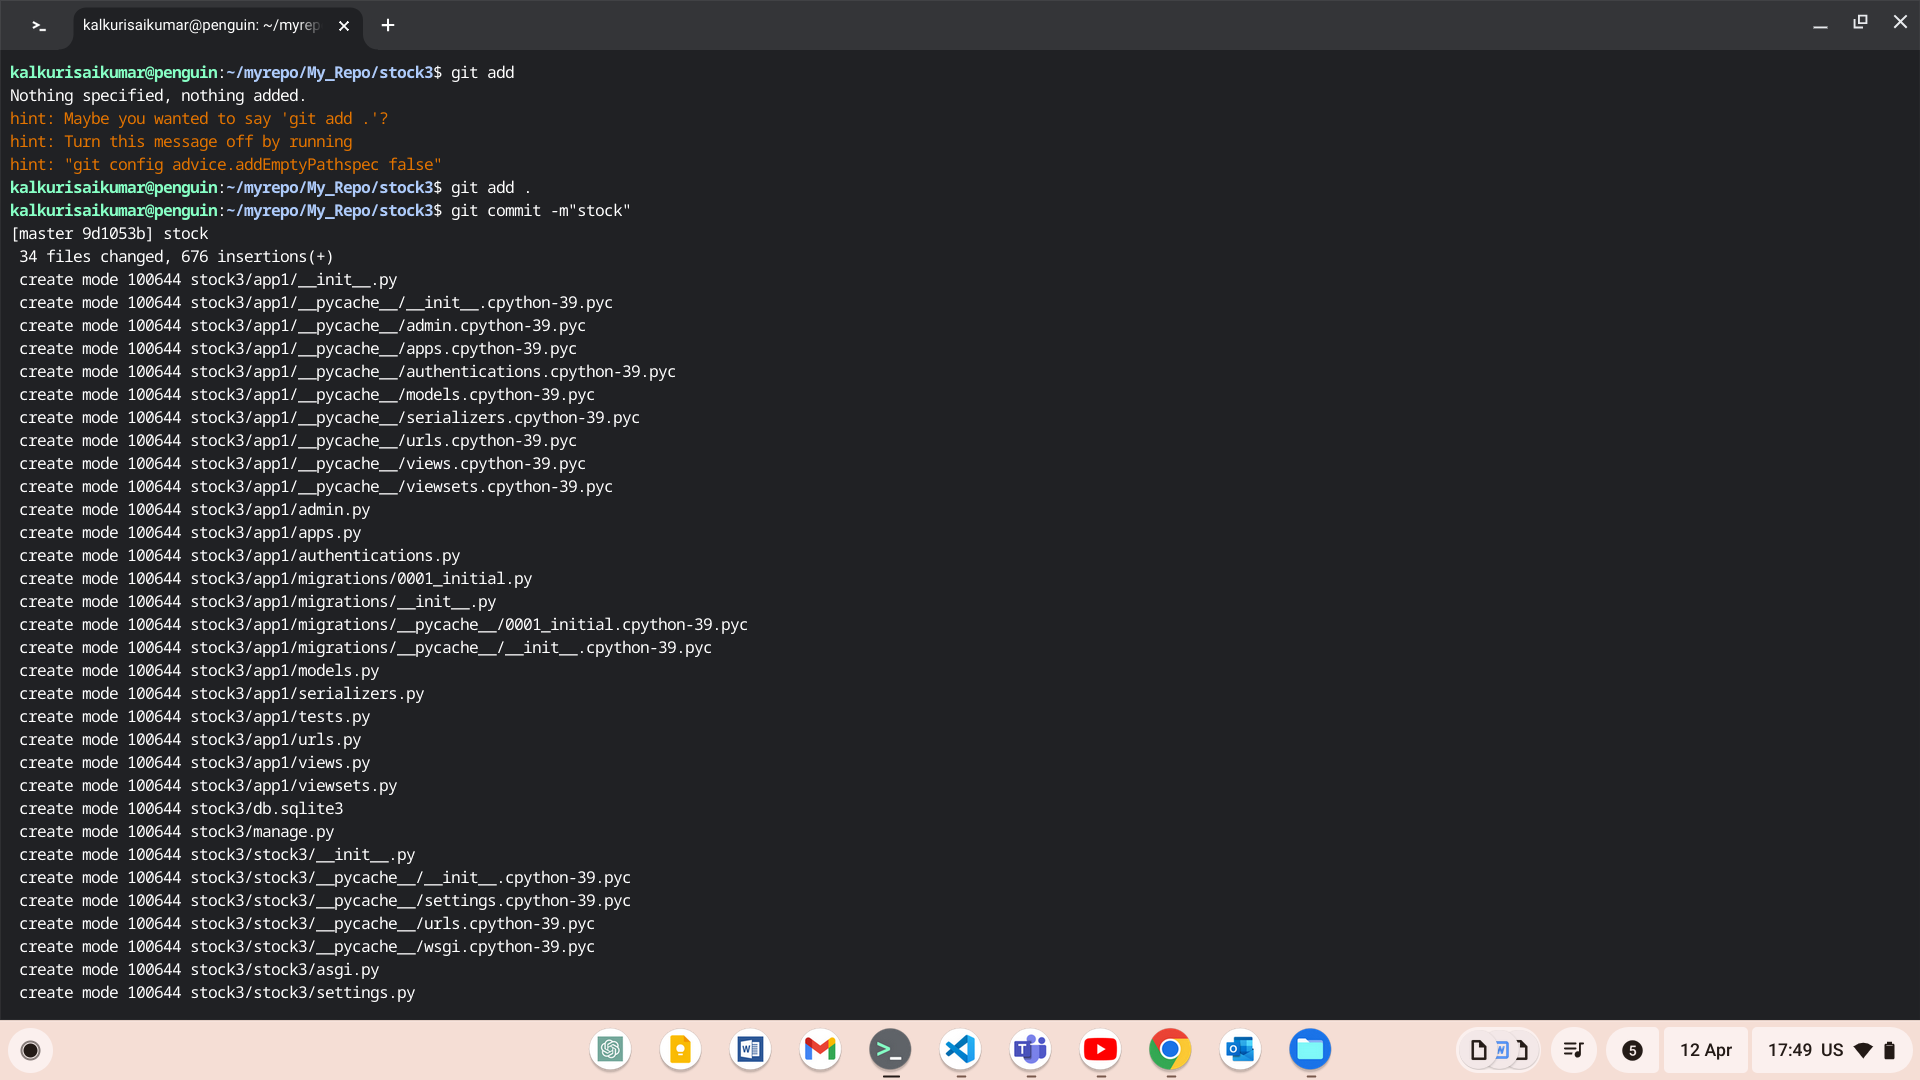 kalkurisaikumar@penguin: ~/myrep
kalkurisaikumar@penguin:~/myrepo/My_Repo/stock3$ git add
Nothing specified, nothing added.
hint: Maybe you wanted to say 'git add .'?
hint: Turn this message off by running
hint: "git config advice.addEmptyPathspec false"
kalkurisaikumar@penguin:~/myrepo/My_Repo/stock3$ git add .
kalkurisaikumar@penguin:~/myrepo/My_Repo/stock3$ git commit -m"stock"
[master 9d1053b] stock
 34 files changed, 676 insertions(+)
 create mode 100644 stock3/app1/__init__.py
 create mode 100644 stock3/app1/__pycache__/__init__.cpython-39.pyc
 create mode 100644 stock3/app1/__pycache__/admin.cpython-39.pyc
 create mode 100644 stock3/app1/__pycache__/apps.cpython-39.pyc
 create mode 100644 stock3/app1/__pycache__/authentications.cpython-39.pyc
 create mode 100644 stock3/app1/__pycache__/models.cpython-39.pyc
 create mode 100644 stock3/app1/__pycache__/serializers.cpython-39.pyc
 create mode 100644 stock3/app1/__pycache__/urls.cpython-39.pyc
 create mode 100644 stock3/app1/__pycache__/views.cpython-39.pyc
 create mode 100644 stock3/app1/__pycache__/viewsets.cpython-39.pyc
 create mode 100644 stock3/app1/admin.py
 create mode 100644 stock3/app1/apps.py
 create mode 100644 stock3/app1/authentications.py
 create mode 100644 stock3/app1/migrations/0001_initial.py
 create mode 100644 stock3/app1/migrations/__init__.py
 create mode 100644 stock3/app1/migrations/__pycache__/0001_initial.cpython-39.pyc
 create mode 100644 stock3/app1/migrations/__pycache__/__init__.cpython-39.pyc
 create mode 100644 stock3/app1/models.py
 create mode 100644 stock3/app1/serializers.py
 create mode 100644 stock3/app1/tests.py
 create mode 100644 stock3/app1/urls.py
 create mode 100644 stock3/app1/views.py
 create mode 100644 stock3/app1/viewsets.py
 create mode 100644 stock3/db.sqlite3
 create mode 100644 stock3/manage.py
 create mode 100644 stock3/stock3/__init__.py
 create mode 100644 stock3/stock3/__pycache__/__init__.cpython-39.pyc
 create mode 100644 stock3/stock3/__pycache__/settings.cpython-39.pyc
 create mode 100644 stock3/stock3/__pycache__/urls.cpython-39.pyc
 create mode 100644 stock3/stock3/__pycache__/wsgi.cpython-39.pyc
 create mode 100644 stock3/stock3/asgi.py
 create mode 100644 stock3/stock3/settings.py
5 12 Apr 17:49 US